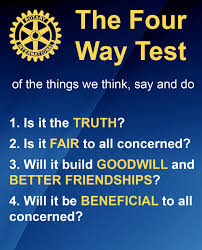 The Four
Way Test
of the things we think, say and do
1. Is it the TRUTH?
2. Is it FAIR to all concerned?
3. Will it build GOODWILL and
BETTER FRIENDSHIPS?
4. Will it be BENEFICIAL to all
concerned?